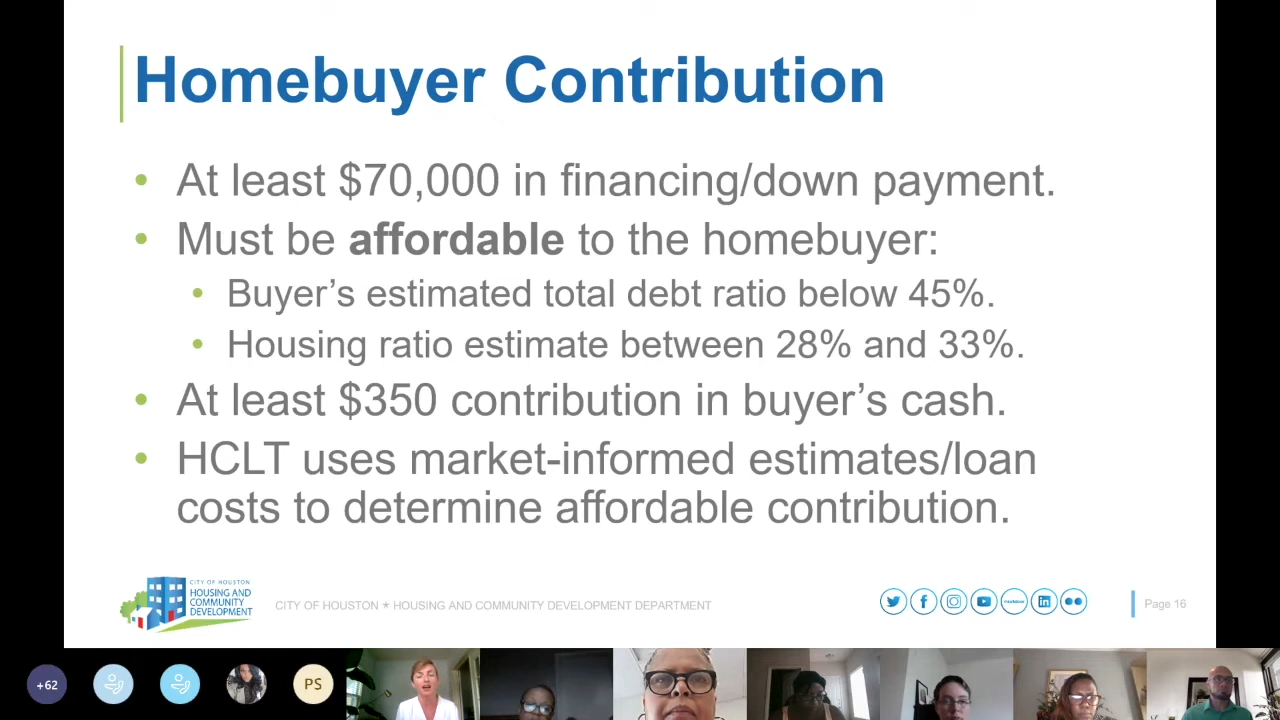 Homebuyer Contribution
• At least $70,000 in financing/down payment.
• Must be affordable to the homebuyer:
• Buyer’s estimated total debt ratio below 45%.
• Housing ratio estimate between 28% and 33%.
• At least $350 contribution in buyer’s cash.
• HCLT uses market-informed estimates/loan
costs to determine affordable contribution.
CITY OF HOUSTON
HOUSING AND
COMMUNITY
DEVELOPMENT
CITY OF HOUSTON ★ HOUSING AND COMMUNITY DEVELOPMENT DEPARTMENT
Page 16
+62
PS